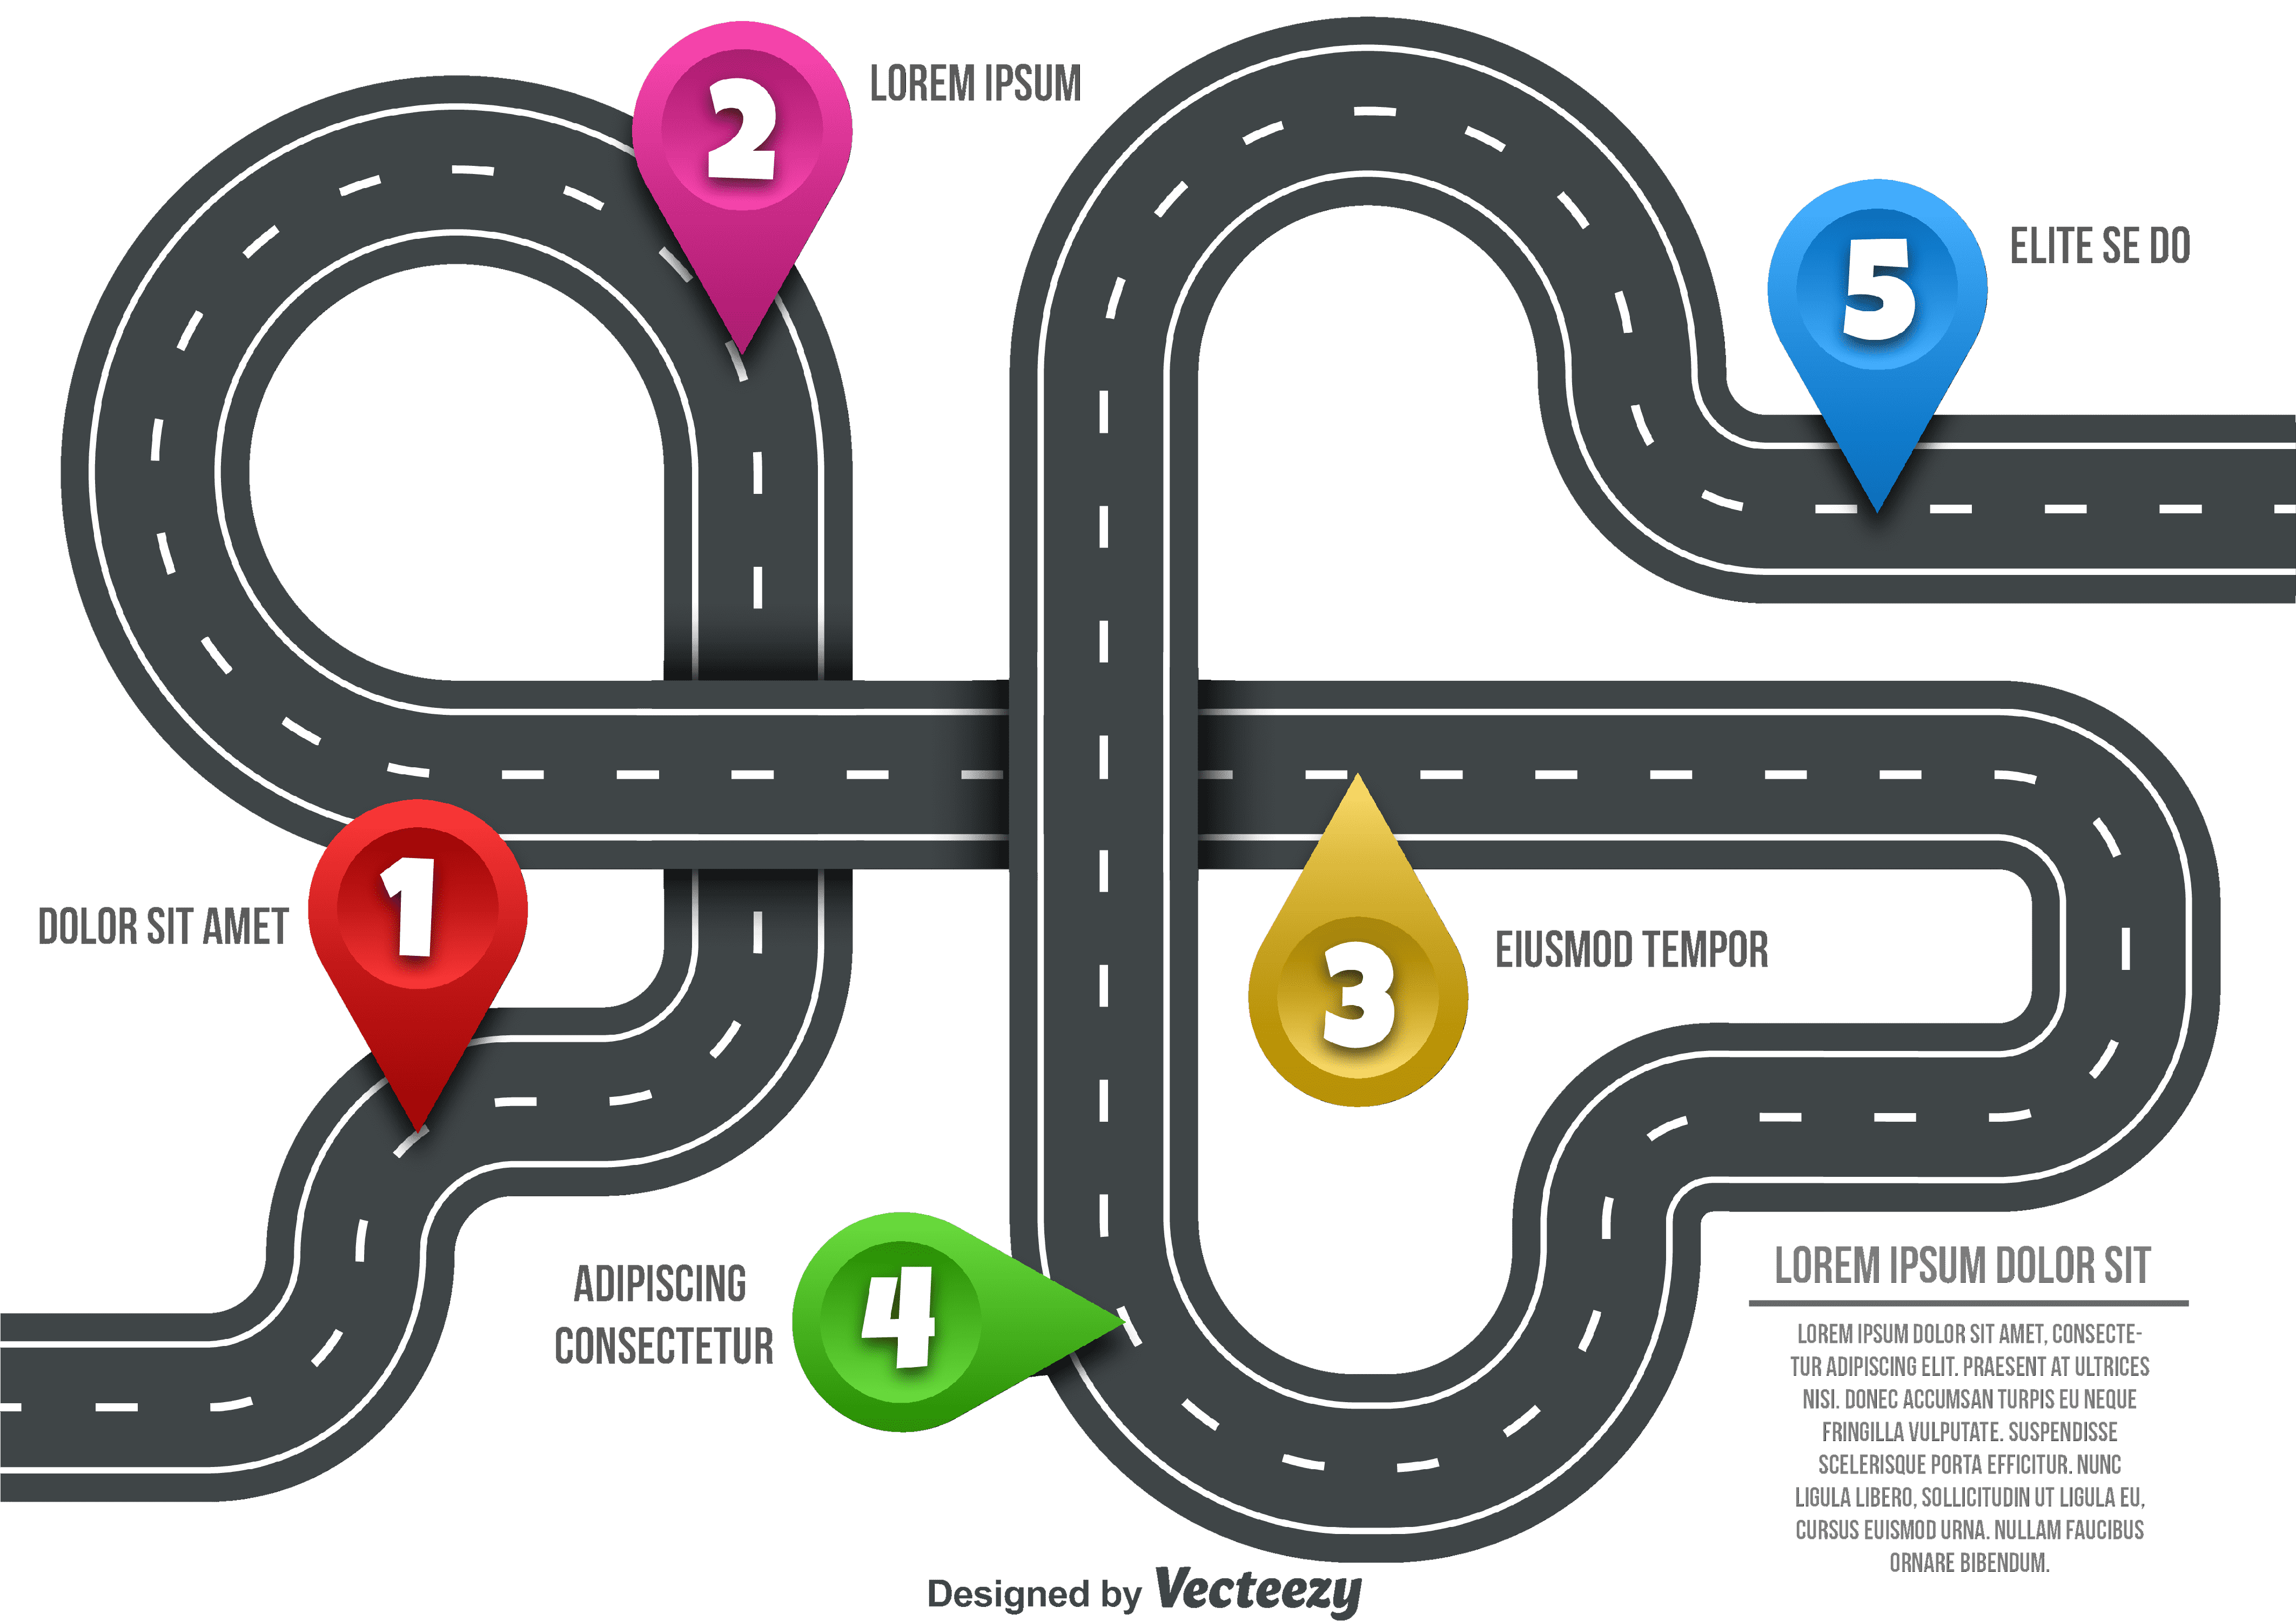 2
LOREM IPSUM
5
ELITE SE DO
1
DOLOR SIT AMET
3
EIUSMOD TEMPOR
4
ADIPISCING
CONSECTETUR
LOREM IPSUM DOLOR SIT
LOREM IPSUM DOLOR SIT AMET, CONSECTE-
TUR ADIPISCING ELIT. PRAESENT AT ULTRICES
NISI. DONEC ACCUMSAN TURPIS EU NEQUE
FRINGILLA VULPUTATE. SUSPENDISSE
SCELERISQUE PORTA EFFICITUR. NUNC
LIGULA LIBERO, SOLLICITUDIN UT LIGULA EU,
CURSUS EUISMOD URNA. NULLAM FAUCIBUS
ORNARE BIBENDUM.
Designed by Vecteezy